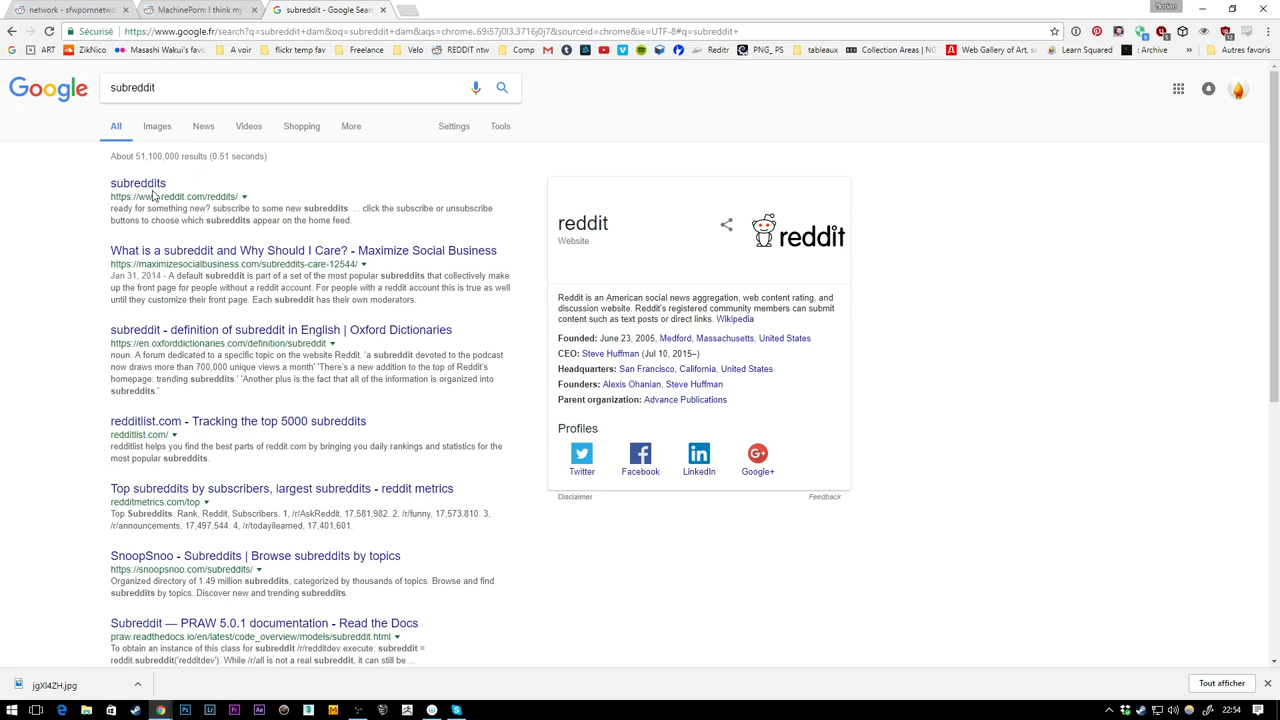 network - sfwpornnetwork
MachinePorn: I think my
subreddit - Google Search
florian
Sécurisé
https://www.google.fr/search?q=subreddit+dam&oq=subreddit+dam&aqs=chrome..69i57j0l3.3716j0j7&sourceid=chrome&ie=UTF-8#q=subreddit+
ART
ZikNico
Masashi Wakui's favo
A voir
flickr temp fav
Freelance
Velo
REDDIT ntw
Comp
Reditr
PNG_PS
tableaux
Collection Areas | NG
Web Gallery of Art, se
Learn Squared
: Archive
Autres favoris
Google
subreddit
All
Images
News
Videos
Shopping
More
Settings
Tools
About 51,100,000 results (0.51 seconds)
subreddits
https://www.reddit.com/reddits/
ready for something new? subscribe to some new subreddits. ... click the subscribe or unsubscribe
buttons to choose which subreddits appear on the home feed.
What is a subreddit and Why Should I Care? - Maximize Social Business
https://maximizesocialbusiness.com/subreddits-care-12544/
Jan 31, 2014 - A default subreddit is part of a set of the most popular subreddits that collectively make
up the front page for people without a reddit account. For people with a reddit account this is true as well
until they customize their front page. Each subreddit has their own moderators.
subreddit - definition of subreddit in English | Oxford Dictionaries
https://en.oxforddictionaries.com/definition/subreddit
noun. A forum dedicated to a specific topic on the website Reddit. 'a subreddit devoted to the podcast
now draws more than 700,000 unique views a month' 'There's a new addition to the top of Reddit's
homepage: trending subreddits.' 'Another plus is the fact that all of the information is organized into
subreddits.'
redditlist.com - Tracking the top 5000 subreddits
redditlist.com/
redditlist helps you find the best parts of reddit.com by bringing you daily rankings and statistics for the
most popular subreddits.
Top subreddits by subscribers, largest subreddits - reddit metrics
redditmetrics.com/top
Top Subreddits. Rank, Reddit, Subscribers. 1, /r/AskReddit, 17,581,982. 2, /r/funny, 17,573,810. 3,
/r/announcements, 17,497,544. 4, /r/todayilearned, 17,401,601.
SnoopSnoo - Subreddits | Browse subreddits by topics
https://snoopsnoo.com/subreddits/
Organized directory of 1.49 million subreddits, categorized by thousands of topics. Browse and find
subreddits by topics. Discover new and trending subreddits.
Subreddit — PRAW 5.0.1 documentation - Read the Docs
praw.readthedocs.io/en/latest/code_overview/models/subreddit.html
To obtain an instance of this class for subreddit /r/redditdev execute: subreddit =
reddit.subreddit('redditdev'). While /r/all is not a real subreddit, it can still be ...
reddit
Website
reddit
Reddit is an American social news aggregation, web content rating, and
discussion website. Reddit's registered community members can submit
content such as text posts or direct links. Wikipedia
Founded: June 23, 2005, Medford, Massachusetts, United States
CEO: Steve Huffman (Jul 10, 2015–)
Headquarters: San Francisco, California, United States
Founders: Alexis Ohanian, Steve Huffman
Parent organization: Advance Publications
Profiles
Twitter
Facebook
LinkedIn
Google+
Disclaimer
Feedback
jgXl4ZH.jpg
Tout afficher
22:54